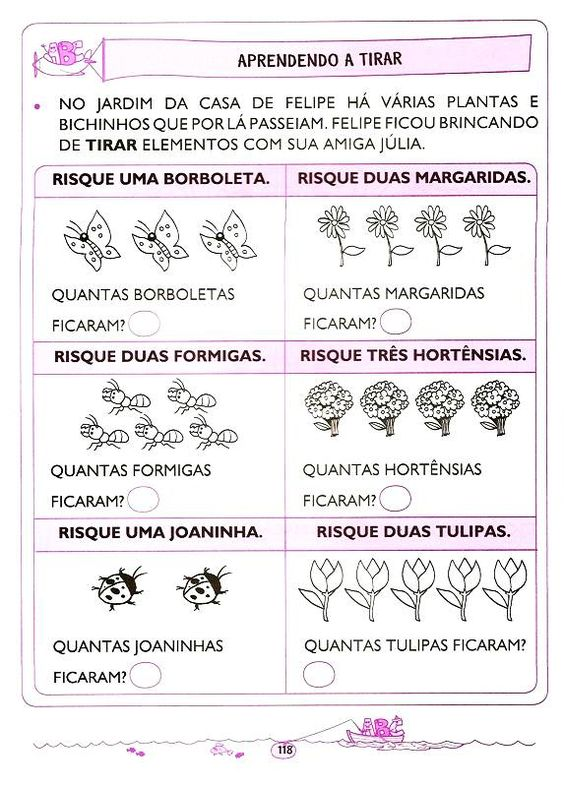 APRENDENDO A TIRAR
• NO JARDIM DA CASA DE FELIPE HÁ VÁRIAS PLANTAS E
BICHINHOS QUE POR LÁ PASSEIAM. FELIPE FICOU BRINCANDO
DE TIRAR ELEMENTOS COM SUA AMIGA JÚLIA.
RISQUE UMA BORBOLETA.
QUANTAS BORBOLETAS
FICARAM?
RISQUE DUAS MARGARIDAS.
QUANTAS MARGARIDAS
FICARAM?
RISQUE DUAS FORMIGAS.
QUANTAS FORMIGAS
FICARAM?
RISQUE TRÊS HORTÊNSIAS.
QUANTAS HORTÊNSIAS
FICARAM?
RISQUE UMA JOANINHA.
QUANTAS JOANINHAS
FICARAM?
RISQUE DUAS TULIPAS.
QUANTAS TULIPAS FICARAM?
ABC
118